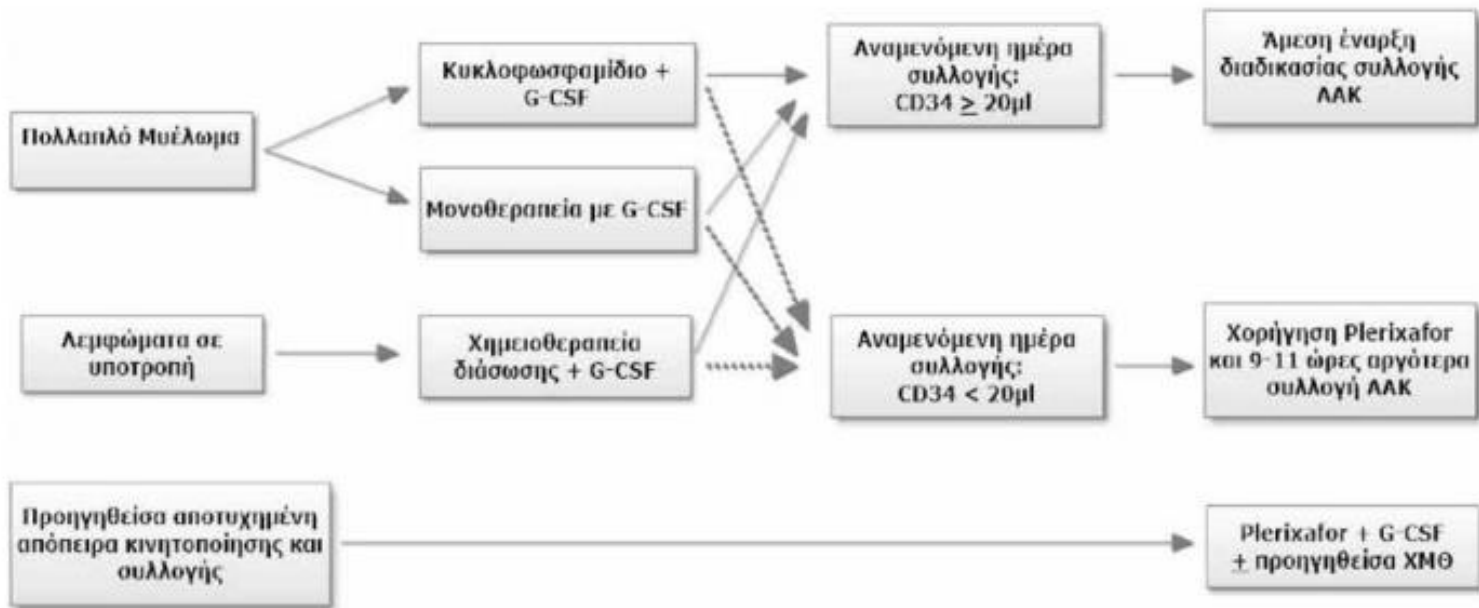 Πολλαπλό Μυέλωμα
Κυκλοφωσφαμίδιο +
G-CSF
Μονοθεραπεία με G-CSF
Αναμενόμενη ημέρα
συλλογής:
CD34 ≥ 20μl
Άμεση έναρξη
διαδικασίας συλλογή
ΑΑΚ
Λεμφώματα σε
υποτροπή
Χημειοθεραπεία
διάσωσης + G-CSF
Αναμενόμενη ημέρα
συλλογής:
CD34 < 20μl
Χορήγηση Plerixafor
και 9-11 ώρες αργότερα
συλλογή ΑΑΚ
Προηγηθείσα αποτυχημένη
απόπειρα κινητοποίησης και
συλλογής
Plerixafor + G-CSF
± προηγηθείσα ΧΜΘ